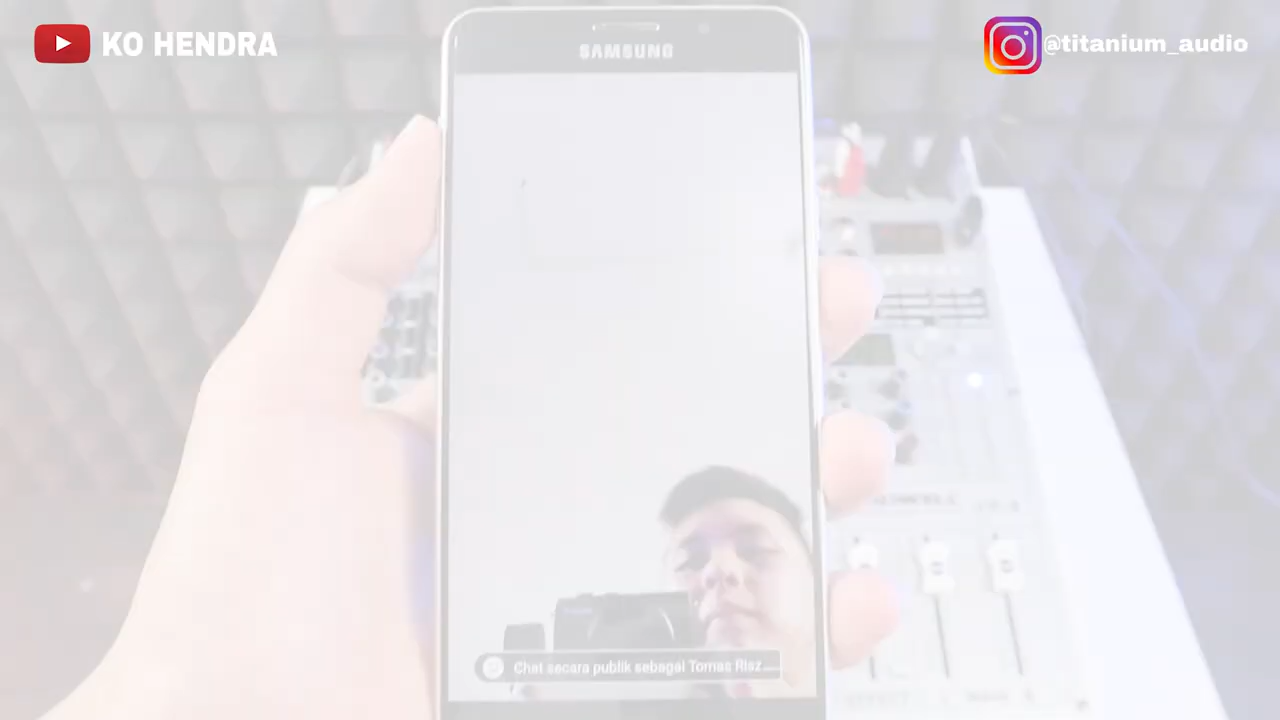 KO HENDRA
@titanium_audio
SAMSUNG
Chat secara publik sebagai Tomas Risz......